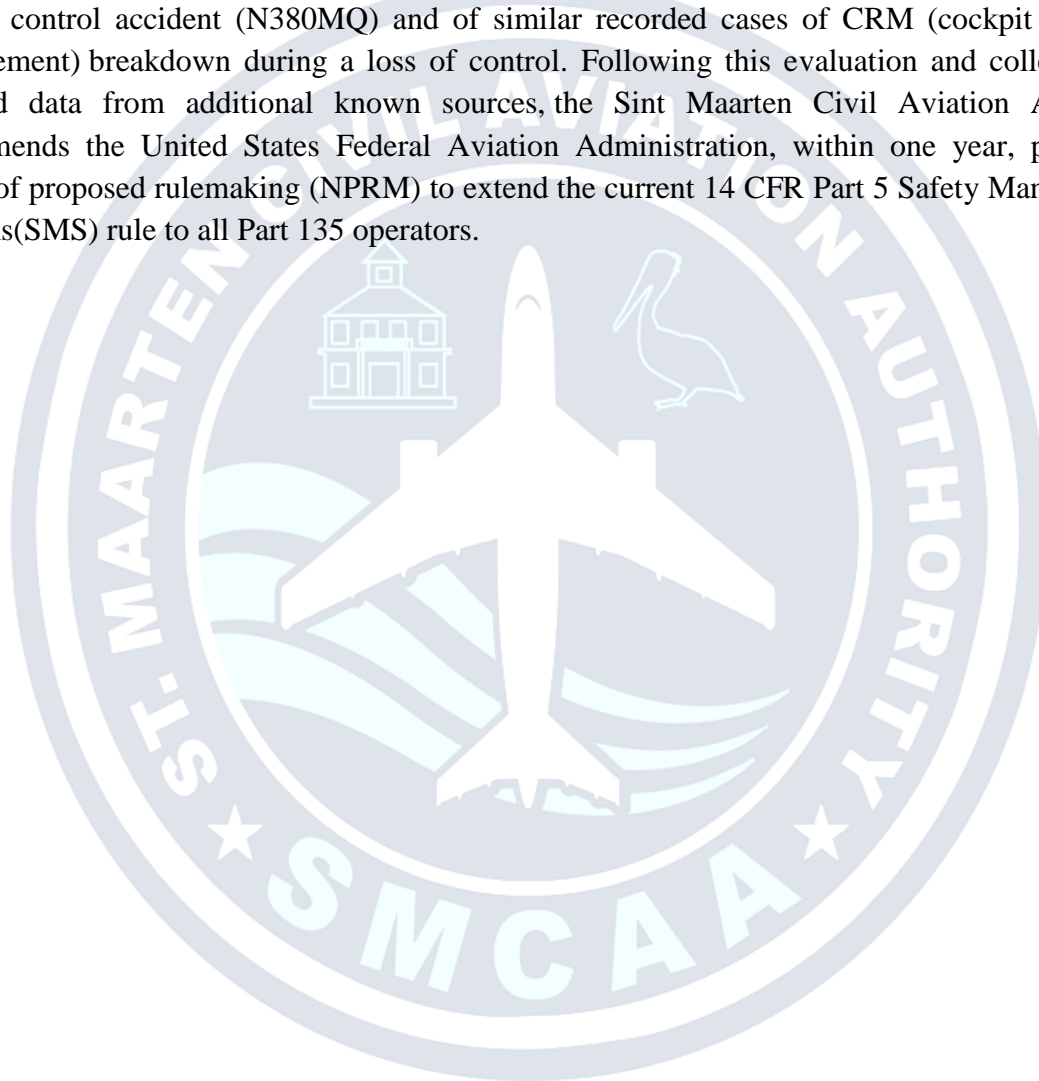 control accident (N380MQ) and of similar recorded cases of CRM (cockpit
ement) breakdown during a loss of control. Following this evaluation and colle
d data from additional known sources, the Sint Maarten Civil Aviation A
mends the United States Federal Aviation Administration, within one year, p
of proposed rulemaking (NPRM) to extend the current 14 CFR Part 5 Safety Man
s(SMS) rule to all Part 135 operators.
ST. MAARTEN CIVIL AVIATION AUTHORITY
SMCAA